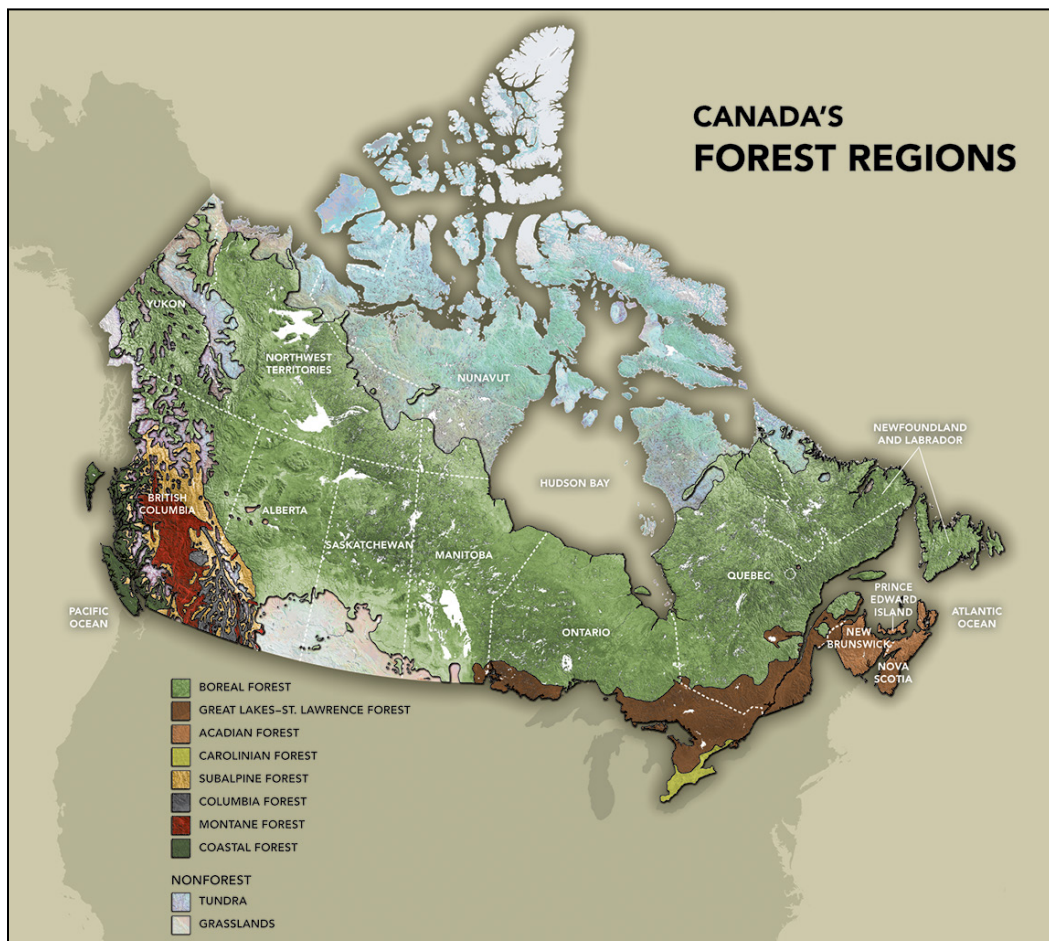 CANADA'S
FOREST REGIONS
YUKON
NORTHWEST
TERRITORIES
NUNAVUT
NEWFOUNDLAND
AND LABRADOR
HUDSON BAY
BRITISH
COLUMBIA
ALBERTA
SASKATCHEWAN
MANITOBA
QUEBEC
PRINCE
EDWARD
ISLAND
PACIFIC
OCEAN
ATLANTIC
OCEAN
ONTARIO
NEW
BRUNSWICK
NOVA
SCOTIA
BOREAL FOREST
GREAT LAKES–ST. LAWRENCE FOREST
ACADIAN FOREST
CAROLINIAN FOREST
SUBALPINE FOREST
COLUMBIA FOREST
MONTANE FOREST
COASTAL FOREST
NONFOREST
TUNDRA
GRASSLANDS